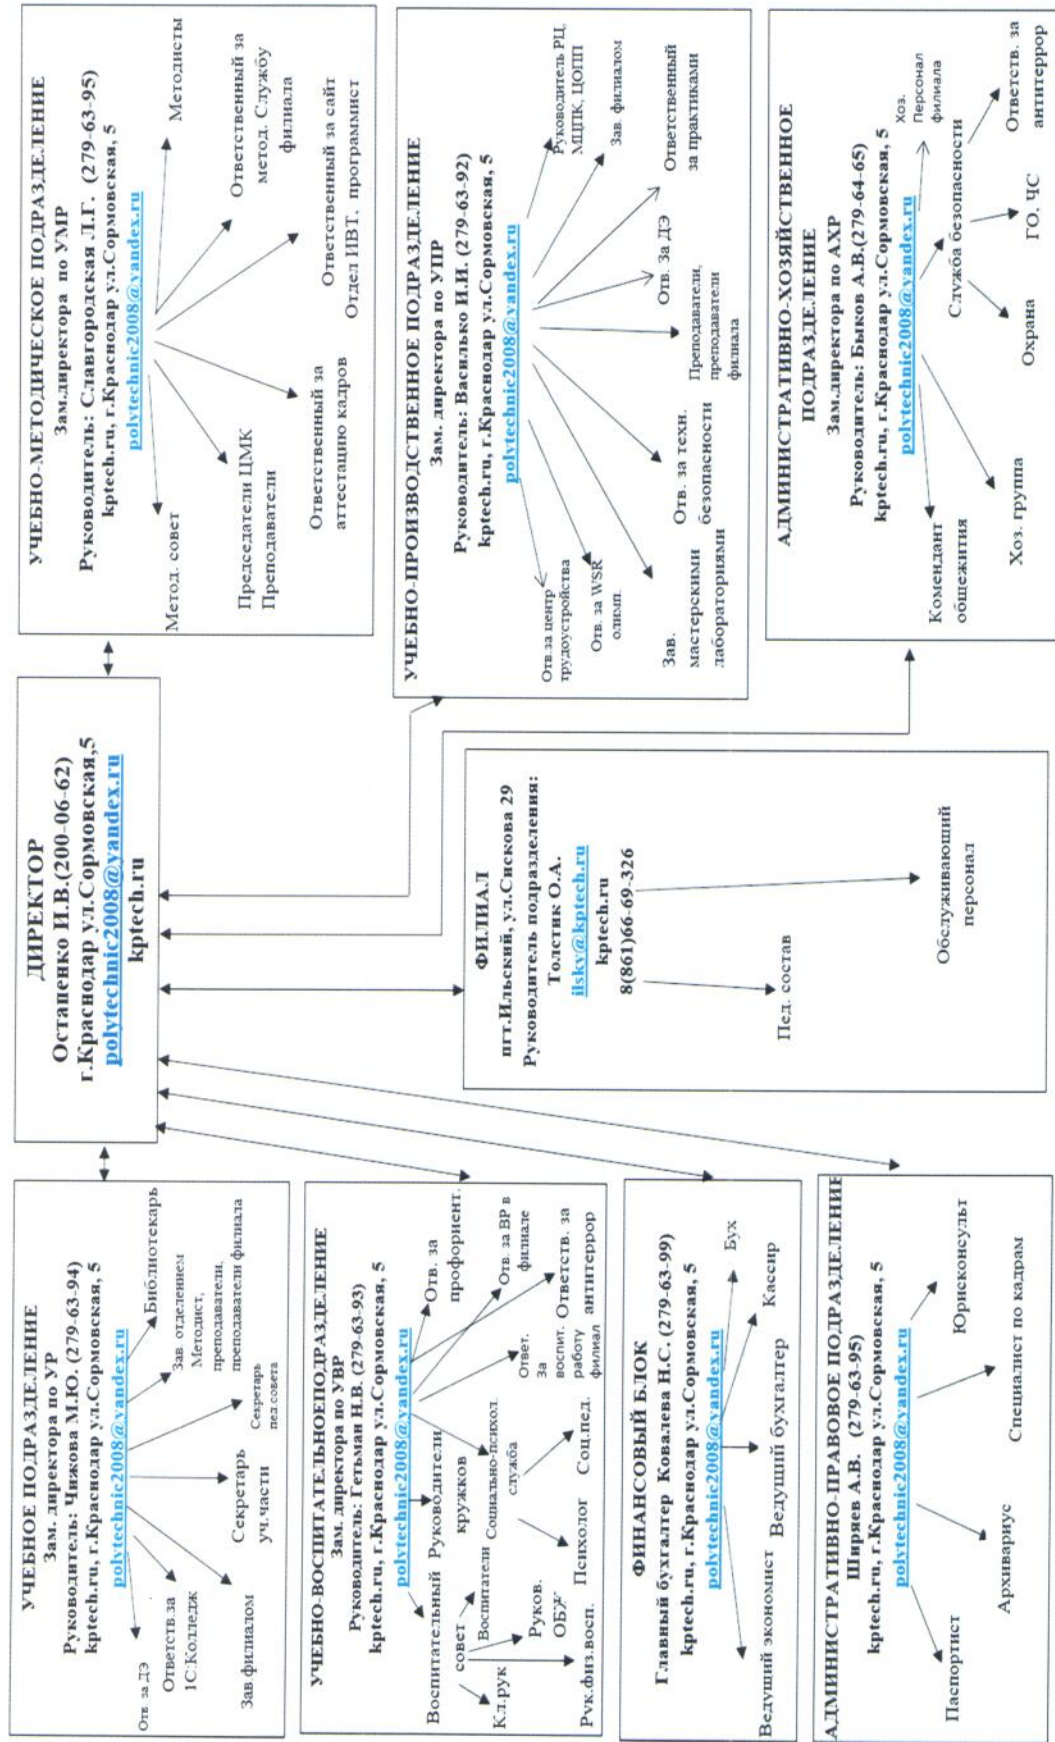 ДИРЕКТОР
Остапенко И.В.(200-06-62)
г.Краснодар ул.Сормовская,5
polytechnic2008@yandex.ru
kptech.ru
УЧЕБНОЕ ПОДРАЗДЕЛЕНИЕ
Зам. директора по УР
Руководитель: Чижова М.Ю. (279-63-94)
kptech.ru, г.Краснодар ул.Сормовская, 5
polytechnic2008@yandex.ru
Отв. за ДЭ
Ответств.за
1С:Колледж
Зав.филиалом
Секретарь
уч.части
Секретарь
пед.совета
Зав. отделением
Методист,
преподаватели,
преподаватели филиала
Библиотекарь
УЧЕБНО-ВОСПИТАТЕЛЬНОЕПОДРАЗДЕЛЕНИЕ
Зам. директора по УВР
Руководитель: Гетьман Н.В. (279-63-93)
kptech.ru, г.Краснодар ул.Сормовская, 5
polytechnic2008@yandex.ru
Воспитательный
совет
Кл.рук
Воспитатели
Руков.
ОБЖ
Рук.физ.восп.
Руководители
кружков
Социально-психол.
служба
Психолог
Соц.пед.
Ответ.
за
воспит.
работу
филиал
Отв. за
профориент.
Отв. за ВР в
филиале
Ответств. за
антитеррор
ФИНАНСОВЫЙ БЛОК
Главный бухгалтер Ковалева Н.С. (279-63-99)
kptech.ru, г.Краснодар ул.Сормовская, 5
polytechnic2008@yandex.ru
Ведущий экономист
Ведущий бухгалтер
Кассир
Бух
АДМИНИСТРАТИВНО-ПРАВОВОЕ ПОДРАЗДЕЛЕНИЕ
Ширяев А.В. (279-63-95)
kptech.ru, г.Краснодар ул.Сормовская, 5
polytechnic2008@yandex.ru
Паспортист
Архивариус
Специалист по кадрам
Юрисконсульт
ФИЛИАЛ
пгт.Ильский, ул.Сискова 29
Руководитель подразделения:
Толстик О.А.
ilsky@kptech.ru
kptech.ru
8(861)66-69-326
Пед. состав
Обслуживающий
персонал
УЧЕБНО-МЕТОДИЧЕСКОЕ ПОДРАЗДЕЛЕНИЕ
Зам.директора по УМР
Руководитель: Славгородская Л.Г. (279-63-95)
kptech.ru, г.Краснодар ул.Сормовская, 5
polytechnic2008@yandex.ru
Метод. совет
Председатели ЦМК
Преподаватели
Ответственный за
аттестацию кадров
Ответственный за сайт
Отдел ИВТ, программист
Ответственный за
метод. Службу
филиала
Методисты
УЧЕБНО-ПРОИЗВОДСТВЕННОЕ ПОДРАЗДЕЛЕНИЕ
Зам. директора по УПР
Руководитель: Василько И.И. (279-63-92)
kptech.ru, г.Краснодар ул.Сормовская, 5
polytechnic2008@yandex.ru
Отв.за центр
трудоустройства
Отв. за WSR
олимп.
Зав.
мастерскими
лабораториями
Отв. за техн.
безопасности
Преподаватели,
преподаватели
филиала
Отв. За ДЭ
Ответственный
за практиками
Зав. филиалом
Руководитель РЦ,
МЦПК, ЦОПП
АДМИНИСТРАТИВНО-ХОЗЯЙСТВЕННОЕ
ПОДРАЗДЕЛЕНИЕ
Зам.директора по АХР
Руководитель: Быков А.В.(279-64-65)
kptech.ru, г.Краснодар ул.Сормовская, 5
polytechnic2008@yandex.ru
Комендант
общежития
Хоз. группа
Служба безопасности
Охрана
ГО, ЧС
Ответств. за
антитеррор
Хоз.
Персонал
филиала